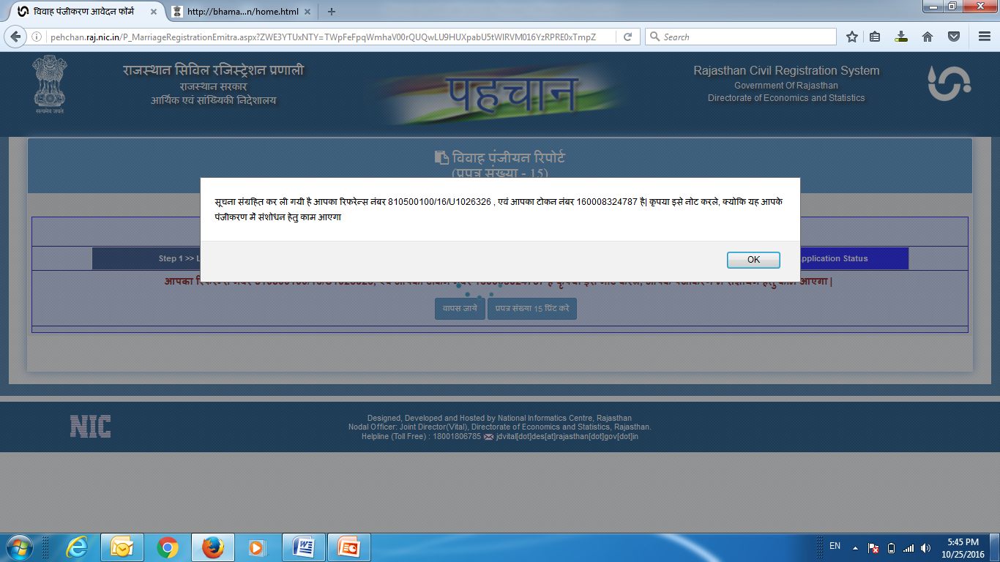 विवाह पंजीकरण आवेदन फॉर्म
http://bhama...n/home.html
pehchan.raj.nic.in/P_MarriageRegistrationEmitra.aspx?ZWE3YTUxNTY=TWpFeFpqWmhaV00rQUQwLU9HUXpabU5tWlRVM016YzRPRE0xTmpZ
Search
सत्यमेव जयते
राजस्थान सिविल रजिस्ट्रेशन प्रणाली
राजस्थान सरकार
आर्थिक एवं सांख्यिकी निदेशालय
पहचान
Rajasthan Civil Registration System
Government Of Rajasthan
Directorate of Economics and Statistics
विवाह पंजीयन रिपोर्ट
(प्रपत्र संख्या - 15)
सूचना संग्रहित कर ली गयी है आपका रिफरेन्स नंबर 810500100/16/U1026326 , एवं आपका टोकन नंबर 160008324787 है| कृपया इसे नोट करले, क्योकि यह आपके
पंजीकरण में संशोधन हेतु काम आएगा
OK
Step 1 >> L
pplication Status
वापस जाये
प्रपत्र संख्या 15 प्रिंट करे
NIC
Designed, Developed and Hosted by National Informatics Centre, Rajasthan
Nodal Officer: Joint Director(Vital), Directorate of Economics and Statistics, Rajasthan.
Helpline (Toll Free) : 18001806785 jdvital[dot]des[at]rajasthan[dot]gov[dot]in
EN
5:45 PM
10/25/2016